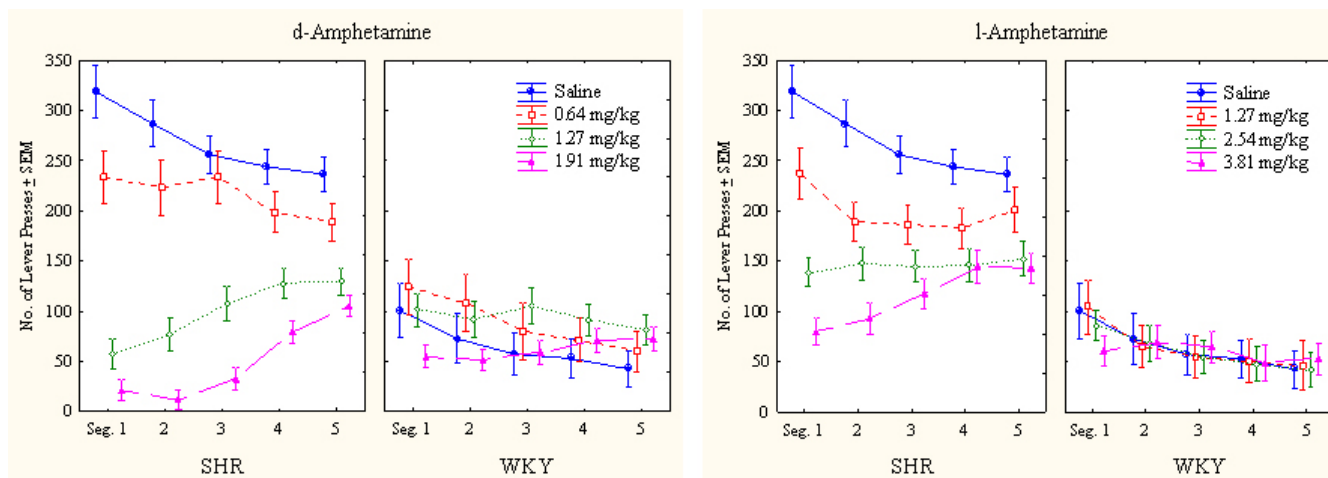 d-Amphetamine
No. of Lever Presses ± SEM
350
300
250
200
150
100
50
0
Saline
0.64 mg/kg
1.27 mg/kg
1.91 mg/kg
Seg. 1 2 3 4 5
1 2 3 4 5
SHR WKY
l-Amphetamine
No. of Lever Presses ± SEM
350
300
250
200
150
100
50
0
Saline
1.27 mg/kg
2.54 mg/kg
3.81 mg/kg
Seg. 1 2 3 4 5
1 2 3 4 5
SHR WKY